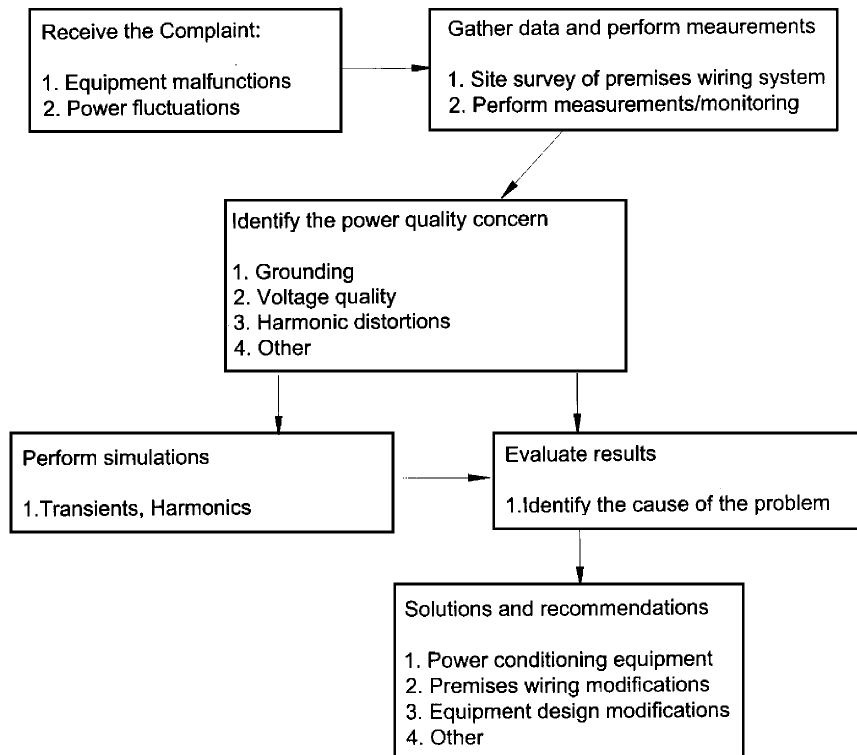 Receive the Complaint:
1. Equipment malfunctions
2. Power fluctuations
Gather data and perform meaurements
1. Site survey of premises wiring system
2. Perform measurements/monitoring
Identify the power quality concern
1. Grounding
2. Voltage quality
3. Harmonic distortions
4. Other
Perform simulations
1.Transients, Harmonics
Evaluate results
1.Identify the cause of the problem
Solutions and recommendations
1. Power conditioning equipment
2. Premises wiring modifications
3. Equipment design modifications
4. Other